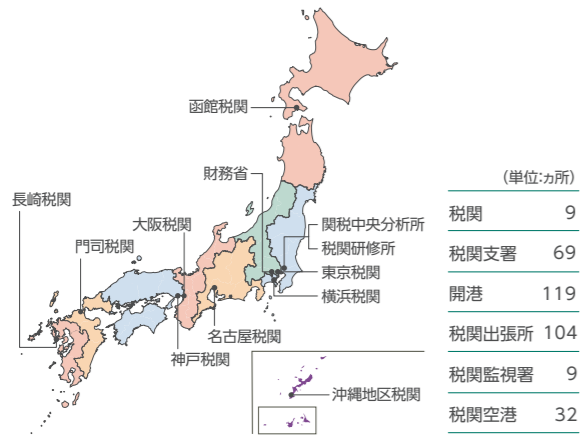 函館税関
財務省
長崎税関
大阪税関
関税中央分析所
門司税関
税関研修所
東京税関
横浜税関
名古屋税関
神戸税関
沖縄地区税関
(単位:ヵ所)
税関 9
税関支署 69
開港 119
税関出張所 104
税関監視署 9
税関空港 32